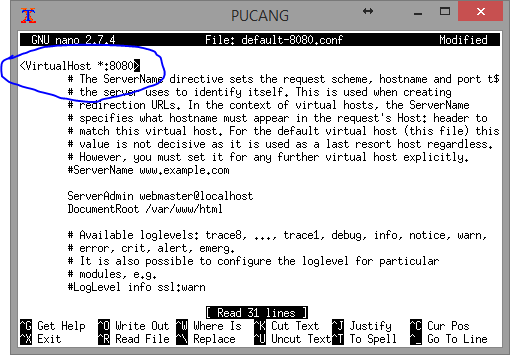 PUCANG
GNU nano 2.7.4 File: default-8080.conf Modified
<VirtualHost *:8080>
# The ServerName directive sets the request scheme, hostname and port t$
# the server uses to identify itself. This is used when creating
# redirection URLs. In the context of virtual hosts, the ServerName
# specifies what hostname must appear in the request's Host: header to
# match this virtual host. For the default virtual host (this file) this
# value is not decisive as it is used as a last resort host regardless.
# However, you must set it for any further virtual host explicitly.
#ServerName www.example.com
ServerAdmin webmaster@localhost
DocumentRoot /var/www/html
# Available loglevels: trace8, ..., trace1, debug, info, notice, warn,
# error, crit, alert, emerg.
# It is also possible to configure the loglevel for particular
# modules, e.g.
#LogLevel info ssl:warn
[ Read 31 lines ]
^G Get Help ^O Write Out ^W Where Is ^K Cut Text ^J Justify ^C Cur Pos
^X Exit ^R Read File ^\ Replace ^U Uncut Text ^T To Spell ^_ Go To Line